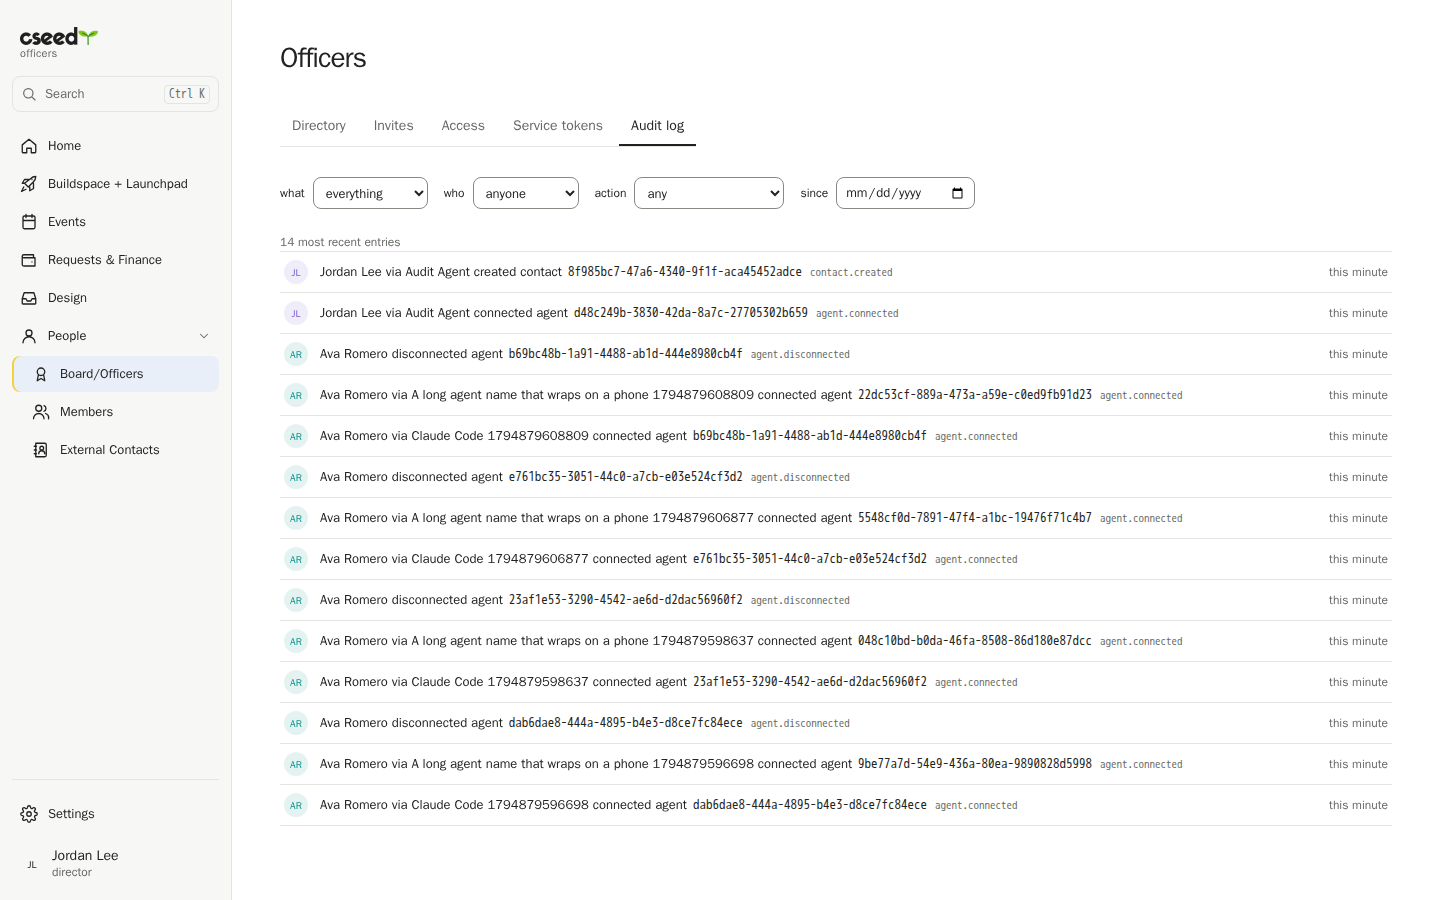 cseed
officers
Search Ctrl K
Home
Buildspace + Launchpad
Events
Requests & Finance
Design
People
Board/Officers
Members
External Contacts
Settings
JL Jordan Lee
director
Officers
Directory Invites Access Service tokens Audit log
what everything who anyone action any since mm/dd/yyyy
14 most recent entries
JL Jordan Lee via Audit Agent created contact 8f985bc7-47a6-4340-9f1f-aca45452adce contact.created this minute
JL Jordan Lee via Audit Agent connected agent d48c249b-3830-42da-8a7c-27705302b659 agent.connected this minute
AR Ava Romero disconnected agent b69bc48b-1a91-4488-ab1d-444e8980cb4f agent.disconnected this minute
AR Ava Romero via A long agent name that wraps on a phone 1794879608809 connected agent 22dc53cf-889a-473a-a59e-c0ed9fb91d23 agent.connected this minute
AR Ava Romero via Claude Code 1794879608809 connected agent b69bc48b-1a91-4488-ab1d-444e8980cb4f agent.connected this minute
AR Ava Romero disconnected agent e761bc35-3051-44c0-a7cb-e03e524cf3d2 agent.disconnected this minute
AR Ava Romero via A long agent name that wraps on a phone 1794879606877 connected agent 5548cf0d-7891-47f4-a1bc-19476f71c4b7 agent.connected this minute
AR Ava Romero via Claude Code 1794879606877 connected agent e761bc35-3051-44c0-a7cb-e03e524cf3d2 agent.connected this minute
AR Ava Romero disconnected agent 23af1e53-3290-4542-ae6d-d2dac56960f2 agent.disconnected this minute
AR Ava Romero via A long agent name that wraps on a phone 1794879598637 connected agent 048c10bd-b0da-46fa-8508-86d180e87dcc agent.connected this minute
AR Ava Romero via Claude Code 1794879598637 connected agent 23af1e53-3290-4542-ae6d-d2dac56960f2 agent.connected this minute
AR Ava Romero disconnected agent dab6dae8-444a-4895-b4e3-d8ce7fc84ece agent.disconnected this minute
AR Ava Romero via A long agent name that wraps on a phone 1794879596698 connected agent 9be77a7d-54e9-436a-80ea-9890828d5998 agent.connected this minute
AR Ava Romero via Claude Code 1794879596698 connected agent dab6dae8-444a-4895-b4e3-d8ce7fc84ece agent.connected this minute